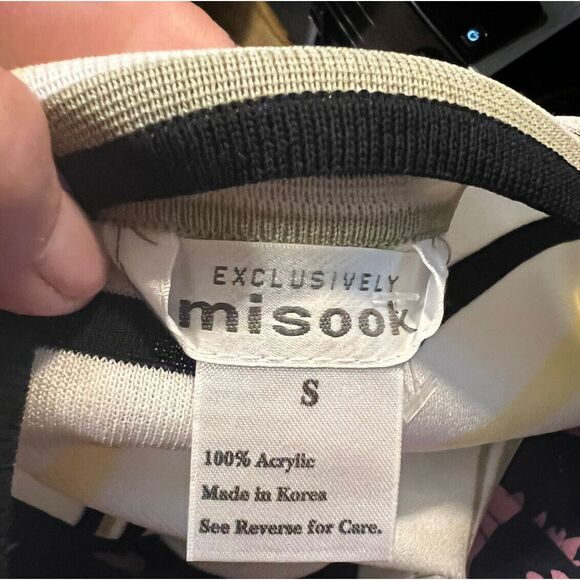 EXCLUSIVELY
misook
S
100% Acrylic
Made in Korea
See Reverse for Care.